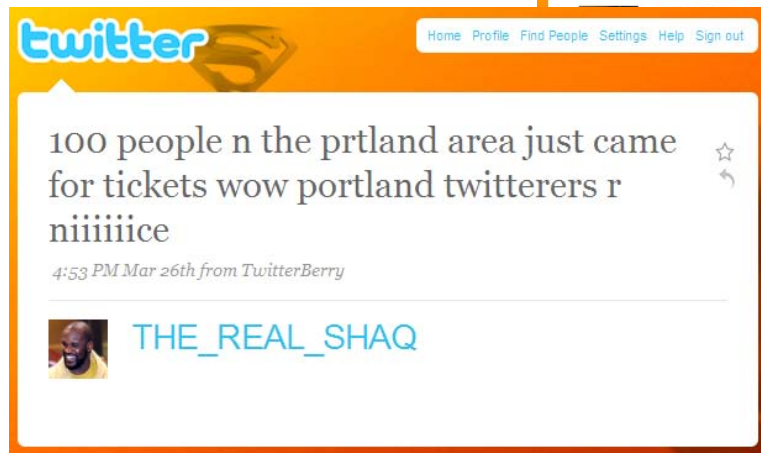 twitter
Home Profile Find People Settings Help Sign out
100 people n the prtland area just came
for tickets wow portland twitterers r
niiiiiice
4:53 PM Mar 26th from TwitterBerry
THE_REAL_SHAQ